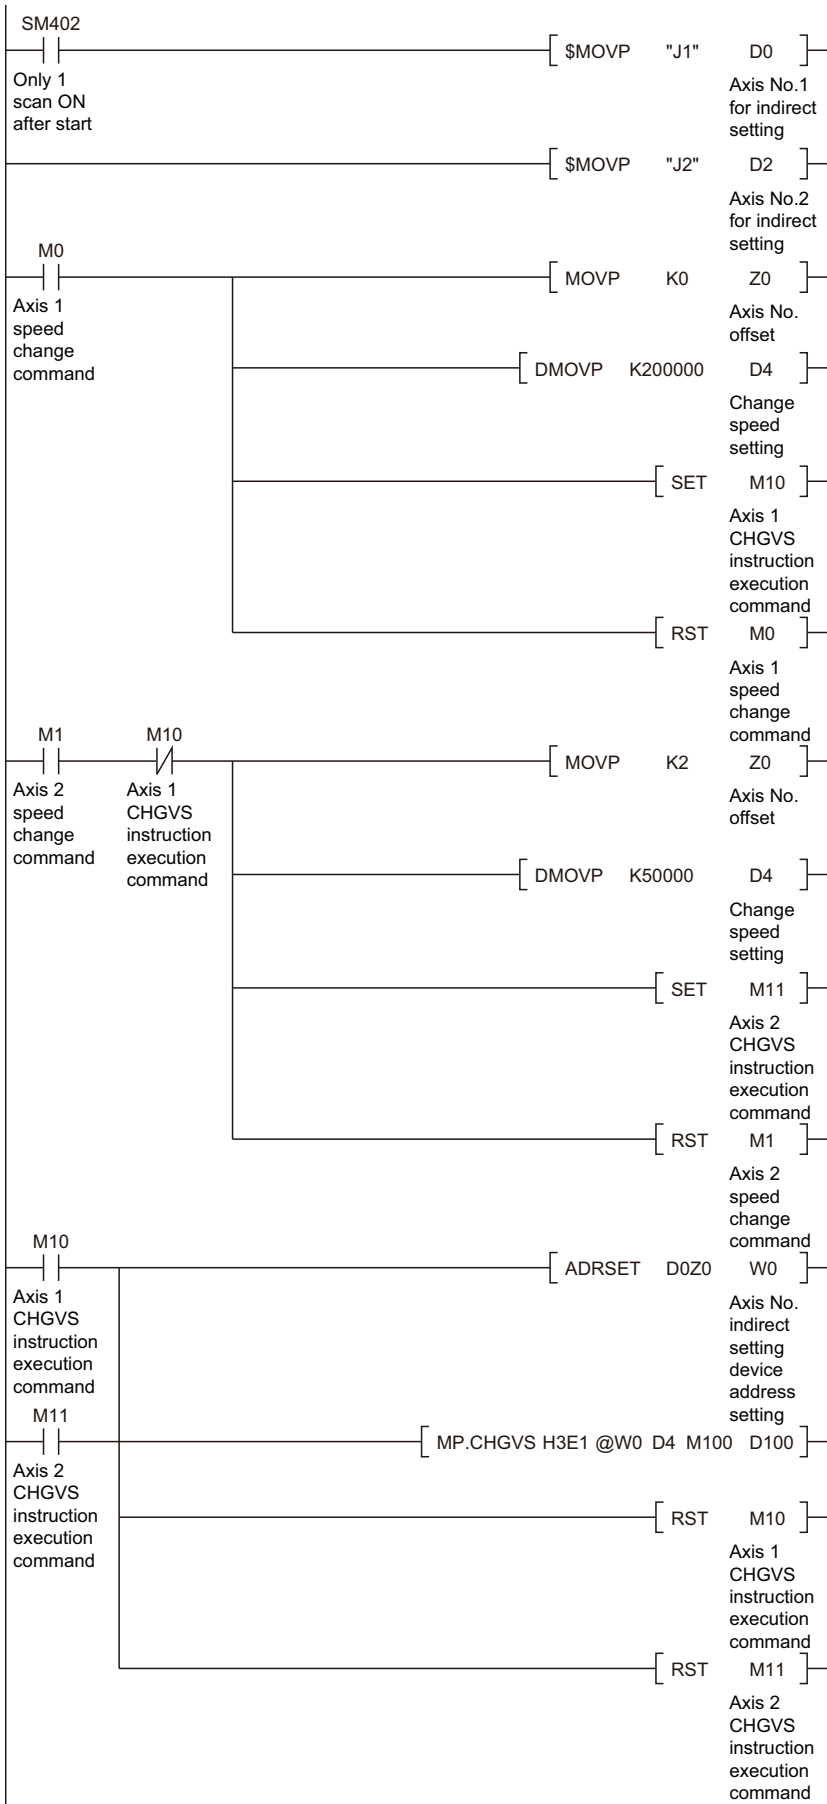 SM402
$MOVP "J1" D0
Only 1
scan ON
after start
Axis No.1
for indirect
setting
$MOVP "J2" D2
Axis No.2
for indirect
setting
M0
MOVP K0 Z0
Axis 1
speed
change
command
Axis No.
offset
DMOVP K200000 D4
Change
speed
setting
SET M10
Axis 1
CHGVS
instruction
execution
command
RST M0
Axis 1
speed
change
command
M1 M10
MOVP K2 Z0
Axis 2
speed
change
command
Axis 1
CHGVS
instruction
execution
command
Axis No.
offset
DMOVP K50000 D4
Change
speed
setting
SET M11
Axis 2
CHGVS
instruction
execution
command
RST M1
Axis 2
speed
change
command
M10
ADRSET D0Z0 W0
Axis 1
CHGVS
instruction
execution
command
Axis No.
indirect
setting
device
address
setting
M11
MP.CHGVS H3E1 @W0 D4 M100 D100
Axis 2
CHGVS
instruction
execution
command
RST M10
Axis 1
CHGVS
instruction
execution
command
RST M11
Axis 2
CHGVS
instruction
execution
command